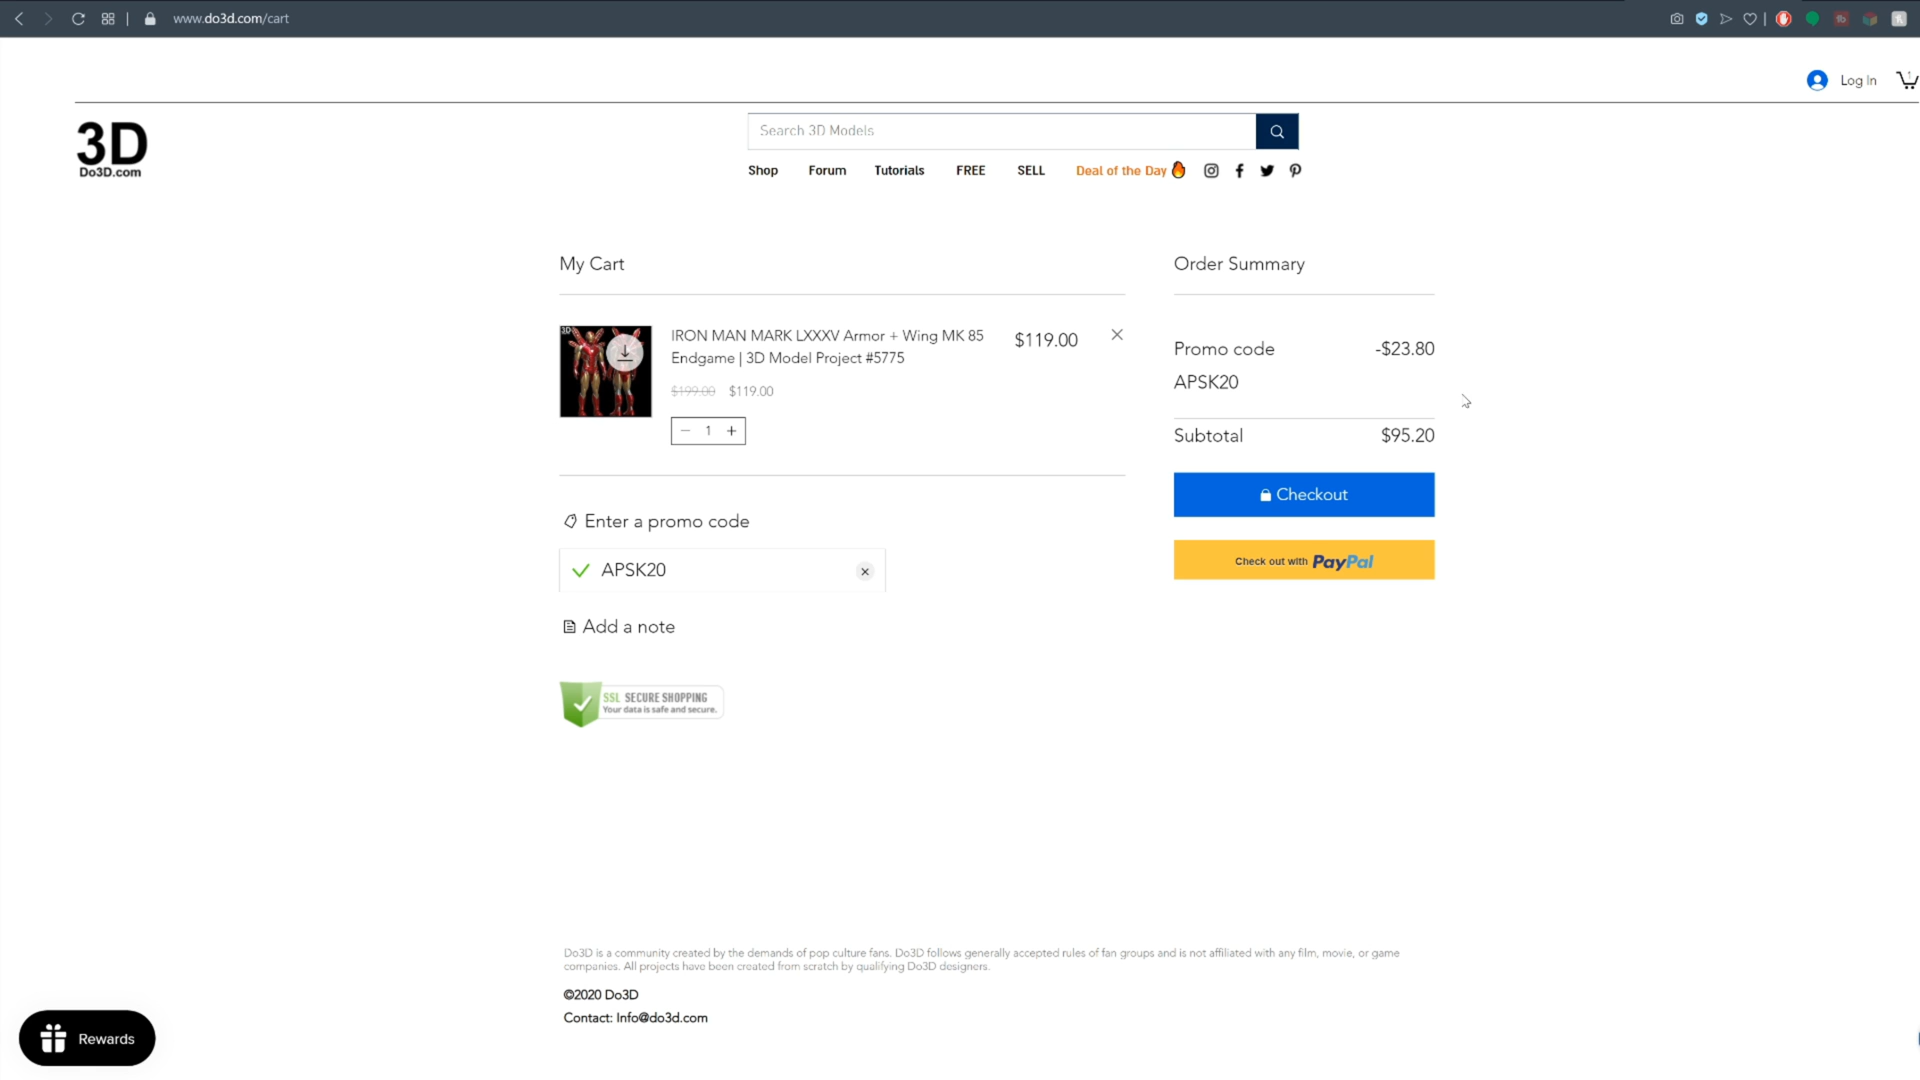 www.do3d.com/cart
Log In
1
3D
Do3D.com
Search 3D Models
Shop
Forum
Tutorials
FREE
SELL
Deal of the Day
My Cart
Order Summary
3D
IRON MAN MARK LXXXV Armor + Wing MK 85
Endgame | 3D Model Project #5775
$119.00
$199.00 $119.00
− 1 +
Promo code -$23.80
APSK20
Subtotal $95.20
Checkout
Check out with PayPal
Enter a promo code
APSK20
Add a note
SSL SECURE SHOPPING
Your data is safe and secure.
Do3D is a community created by the demands of pop culture fans. Do3D follows generally accepted rules of fan groups and is not affiliated with any film, movie, or game
companies. All projects have been created from scratch by qualifying Do3D designers.
©2020 Do3D
Contact: Info@do3d.com
Rewards